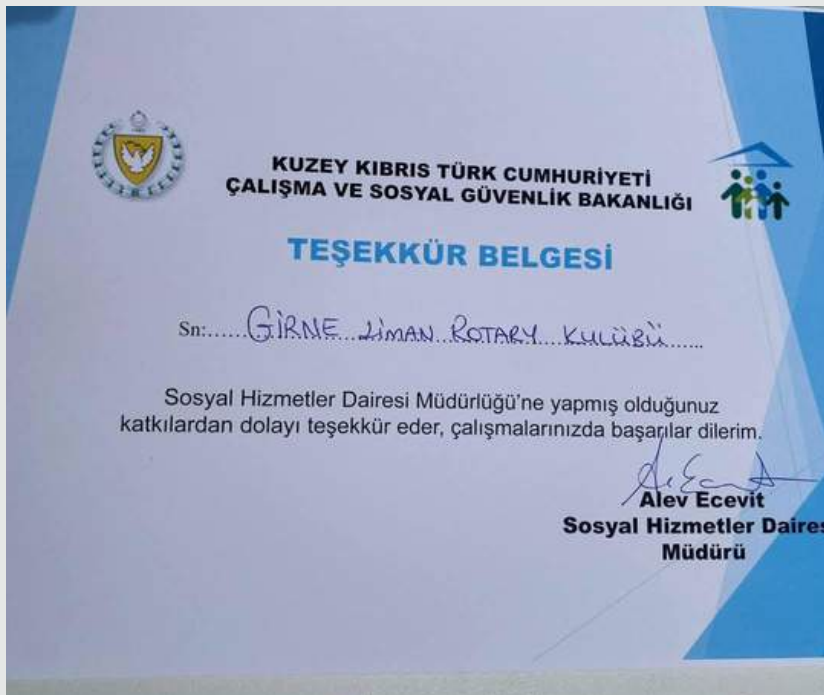 KUZEY KIBRIS TÜRK CUMHURİYETİ
ÇALIŞMA VE SOSYAL GÜVENLİK BAKANLIĞI
TEŞEKKÜR BELGESİ
Sn:.....GİRNE LİMAN ROTARY KULÜBÜ......
Sosyal Hizmetler Dairesi Müdürlüğü'ne yapmış olduğunuz
katkılardan dolayı teşekkür eder, çalışmalarınızda başarılar dilerim.
Alev Ecevit
Sosyal Hizmetler Daires
Müdürü